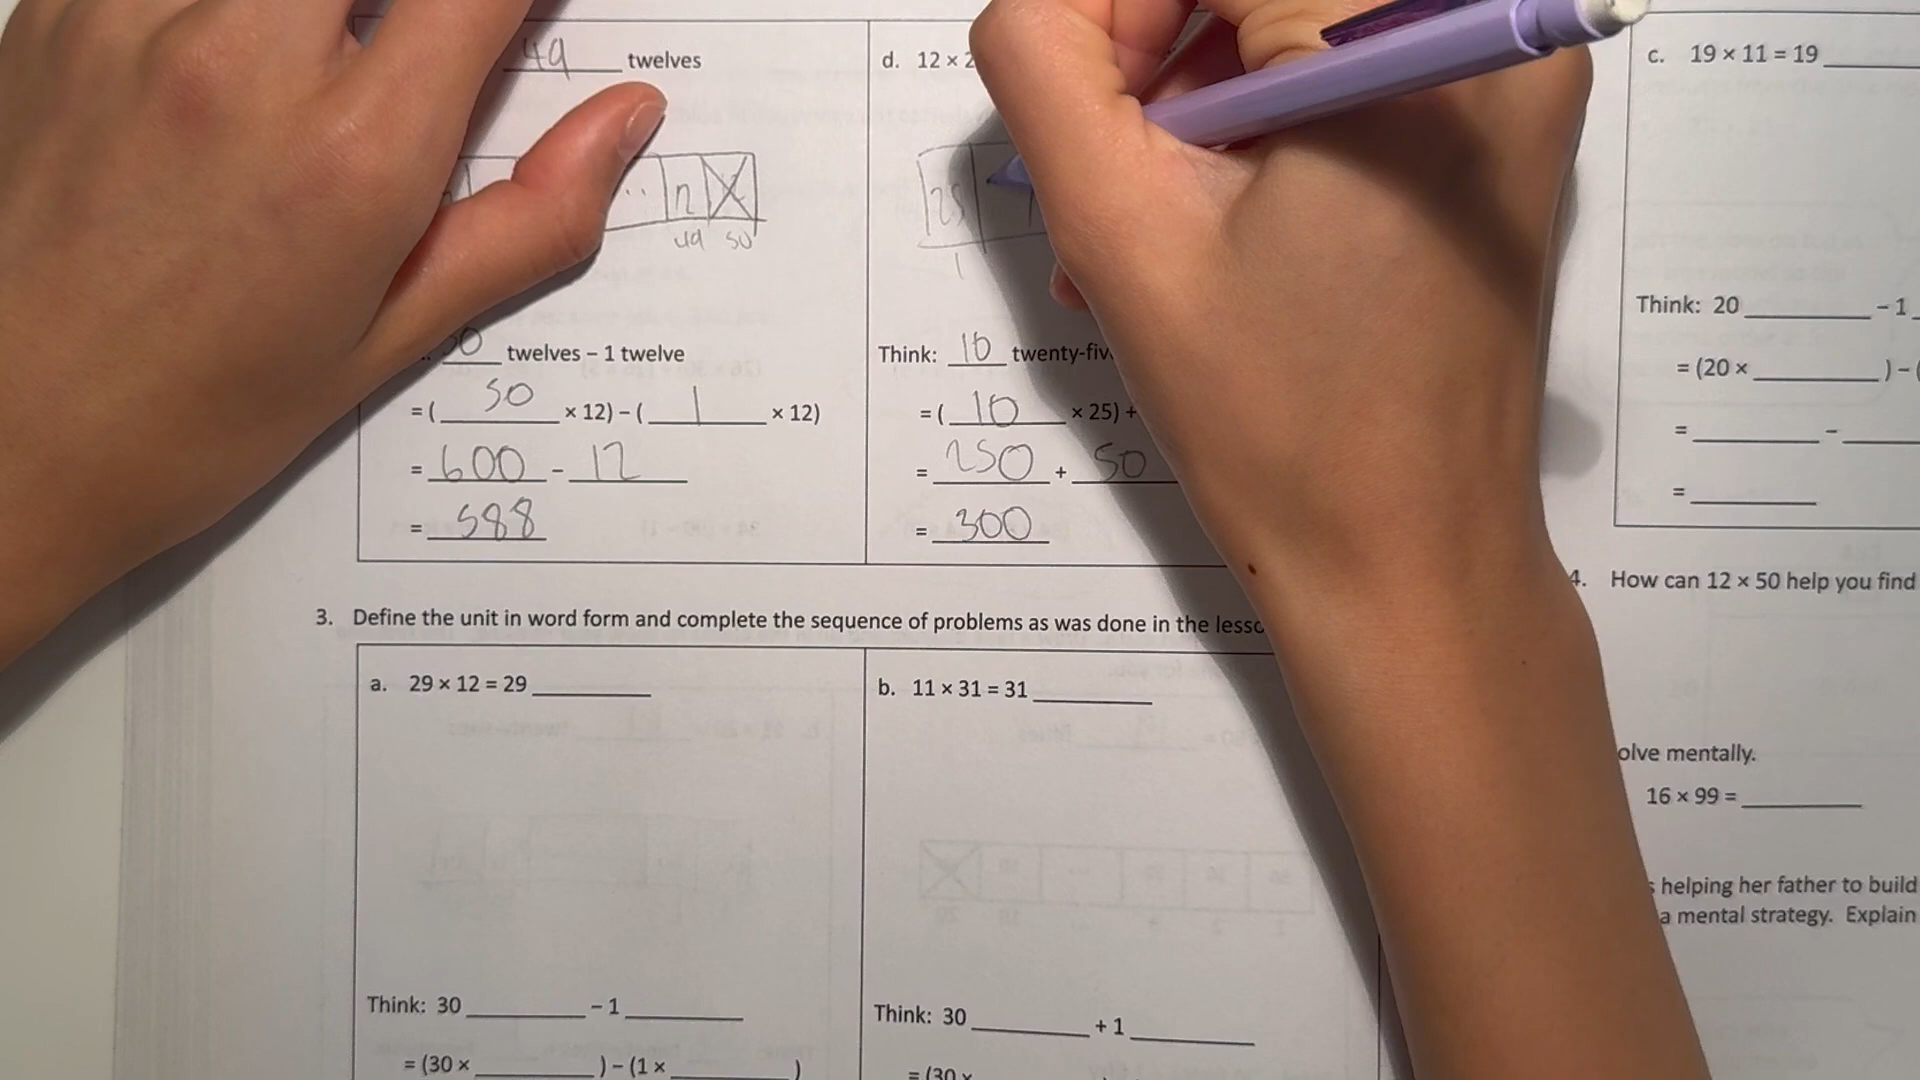 49 twelves
n X
49 50
50 twelves – 1 twelve
= ( 50 × 12) – ( 1 × 12)
= 600 - 12
= 588
d. 12 × 2
25
1
Think: 10 twenty-fiv
= ( 10 × 25) +
= 250 + 50
= 300
3. Define the unit in word form and complete the sequence of problems as was done in the lesso
a. 29 × 12 = 29
Think: 30 – 1
= (30 × ) – (1 × )
b. 11 × 31 = 31
Think: 30 + 1
= (30 ×
c. 19 × 11 = 19
Think: 20 – 1
= (20 × ) – (
= –
=
4. How can 12 × 50 help you find
olve mentally.
16 × 99 =
helping her father to build
a mental strategy. Explain